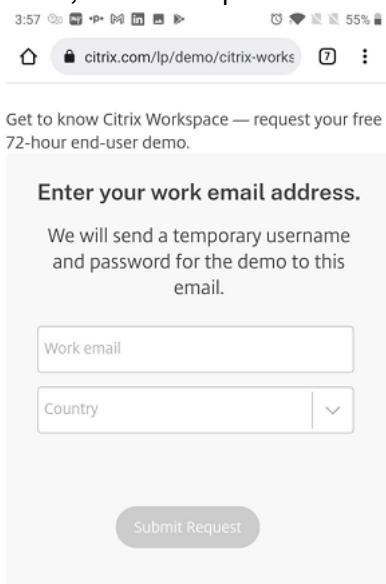 3:57 55%
citrix.com/lp/demo/citrix-works 7
Get to know Citrix Workspace — request your free
72-hour end-user demo.
Enter your work email address.
We will send a temporary username
and password for the demo to this
email.
Work email
Country
Submit Request